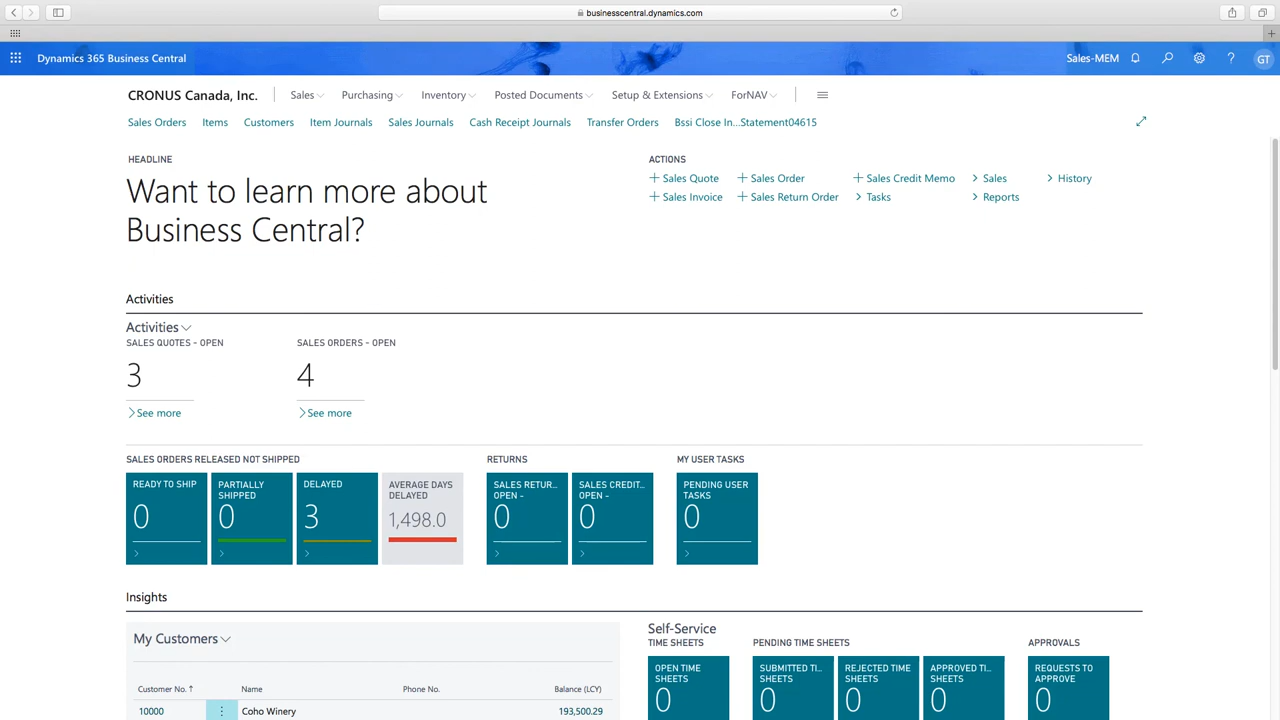 businesscentral.dynamics.com
Dynamics 365 Business Central
Sales-MEM
?
GT
CRONUS Canada, Inc.
Sales
Purchasing
Inventory
Posted Documents
Setup & Extensions
ForNAV
Sales Orders
Items
Customers
Item Journals
Sales Journals
Cash Receipt Journals
Transfer Orders
Bssi Close In...Statement04615
HEADLINE
Want to learn more about
Business Central?
ACTIONS
Sales Quote
Sales Order
Sales Credit Memo
Sales
History
Sales Invoice
Sales Return Order
Tasks
Reports
Activities
Activities
SALES QUOTES - OPEN
3
See more
SALES ORDERS - OPEN
4
See more
SALES ORDERS RELEASED NOT SHIPPED
READY TO SHIP
0
PARTIALLY
SHIPPED
0
DELAYED
3
AVERAGE DAYS
DELAYED
1,498.0
RETURNS
SALES RETUR...
OPEN -
0
SALES CREDIT...
OPEN -
0
MY USER TASKS
PENDING USER
TASKS
0
Insights
My Customers
Customer No. ↑
Name
Phone No.
Balance (LCY)
10000
Coho Winery
193,500.29
Self-Service
TIME SHEETS
OPEN TIME
SHEETS
0
PENDING TIME SHEETS
SUBMITTED TI...
SHEETS
0
REJECTED TIME
SHEETS
0
APPROVED TI...
SHEETS
0
APPROVALS
REQUESTS TO
APPROVE
0